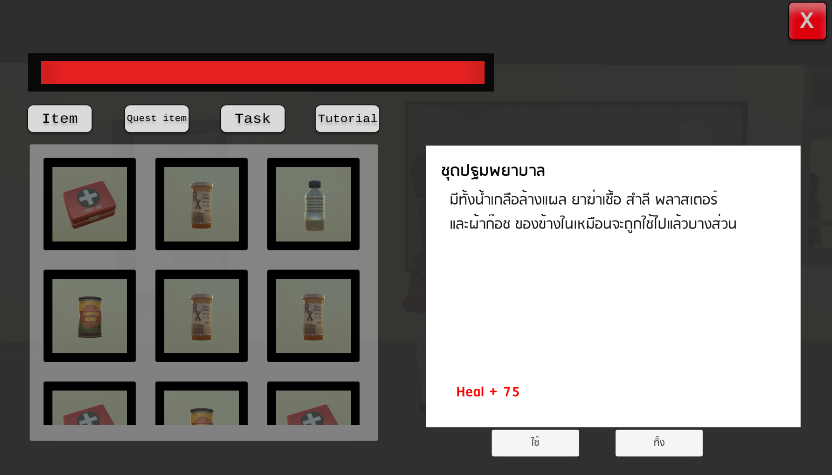 X
Item
Quest item
Task
Tutorial
ชุดปฐมพยาบาล
มีทั้งน้ำเกลือล้างแผล ยาฆ่าเชื้อ สำลี พลาสเตอร์
และผ้าก๊อซ ของข้างในเหมือนจะถูกใช้ไปแล้วบางส่วน
Heal + 75
ใช้
ทิ้ง